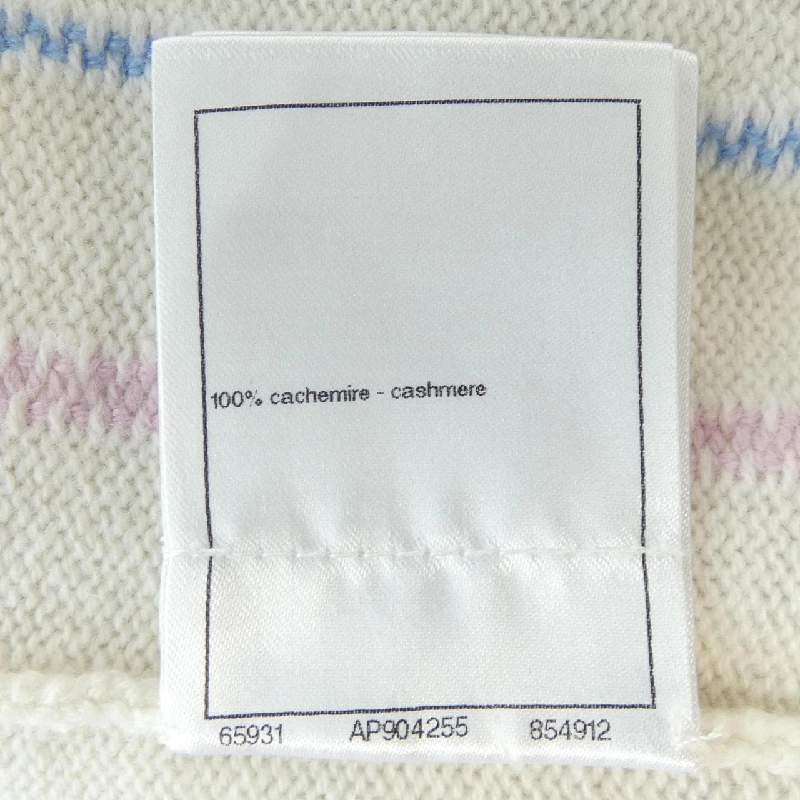 100% cachemire - cashmere
65931 AP904255 854912